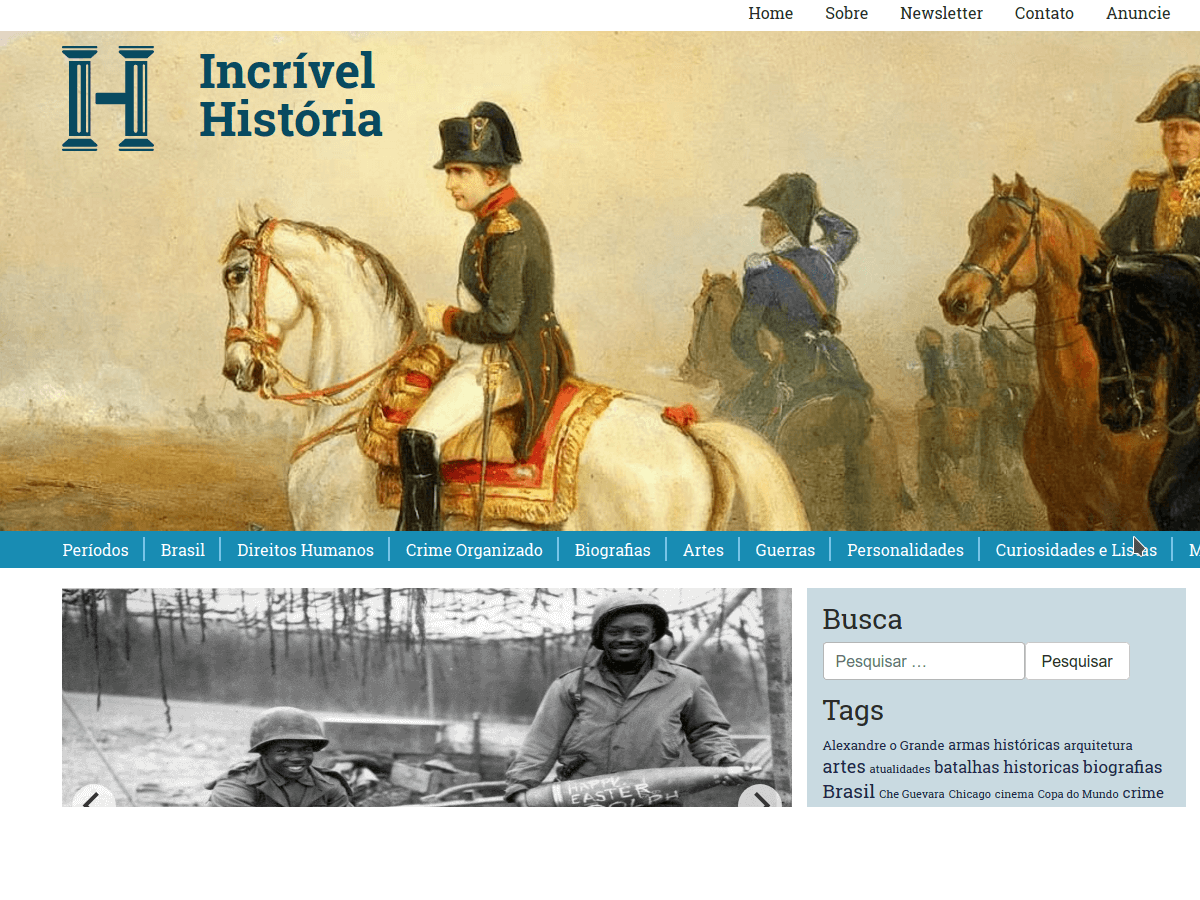 Home Sobre Newsletter Contato Anuncie
Incrível
História
Períodos Brasil Direitos Humanos Crime Organizado Biografias Artes Guerras Personalidades Curiosidades e Listas M
HAPPY
EASTER
Busca
Pesquisar … Pesquisar
Tags
Alexandre o Grande armas históricas arquitetura
artes atualidades batalhas historicas biografias
Brasil Che Guevara Chicago cinema Copa do Mundo crime